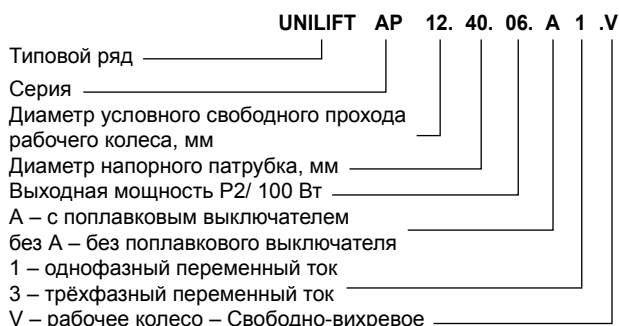 UNILIFT AP 12. 40. 06. A 1 .V
Типовой ряд
Серия
Диаметр условного свободного прохода
рабочего колеса, мм
Диаметр напорного патрубка, мм
Выходная мощность P2/ 100 Вт
А – с поплавковым выключателем
без А – без поплавкового выключателя
1 – однофазный переменный ток
3 – трёхфазный переменный ток
V – рабочее колесо – Свободно-вихревое